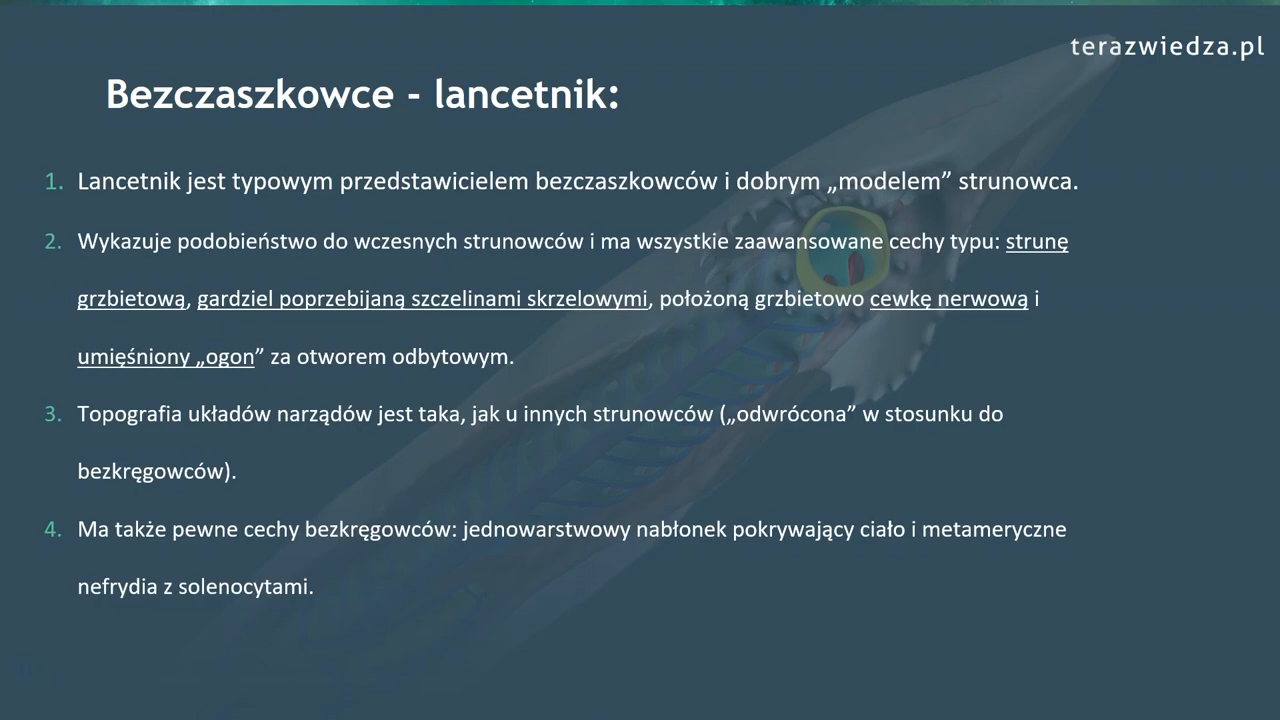 terazwiedza.pl
Bezczaszkowce - lancetnik:
1. Lancetnik jest typowym przedstawicielem bezczaszkowców i dobrym „modelem” strunowca.
2. Wykazuje podobieństwo do wczesnych strunowców i ma wszystkie zaawansowane cechy typu: strunę
grzbietową, gardziel poprzebijaną szczelinami skrzelowymi, położoną grzbietowo cewkę nerwową i
umięśniony „ogon” za otworem odbytowym.
3. Topografia układów narządów jest taka, jak u innych strunowców („odwrócona” w stosunku do
bezkręgowców).
4. Ma także pewne cechy bezkręgowców: jednowarstwowy nabłonek pokrywający ciało i metameryczne
nefrydia z solenocytami.